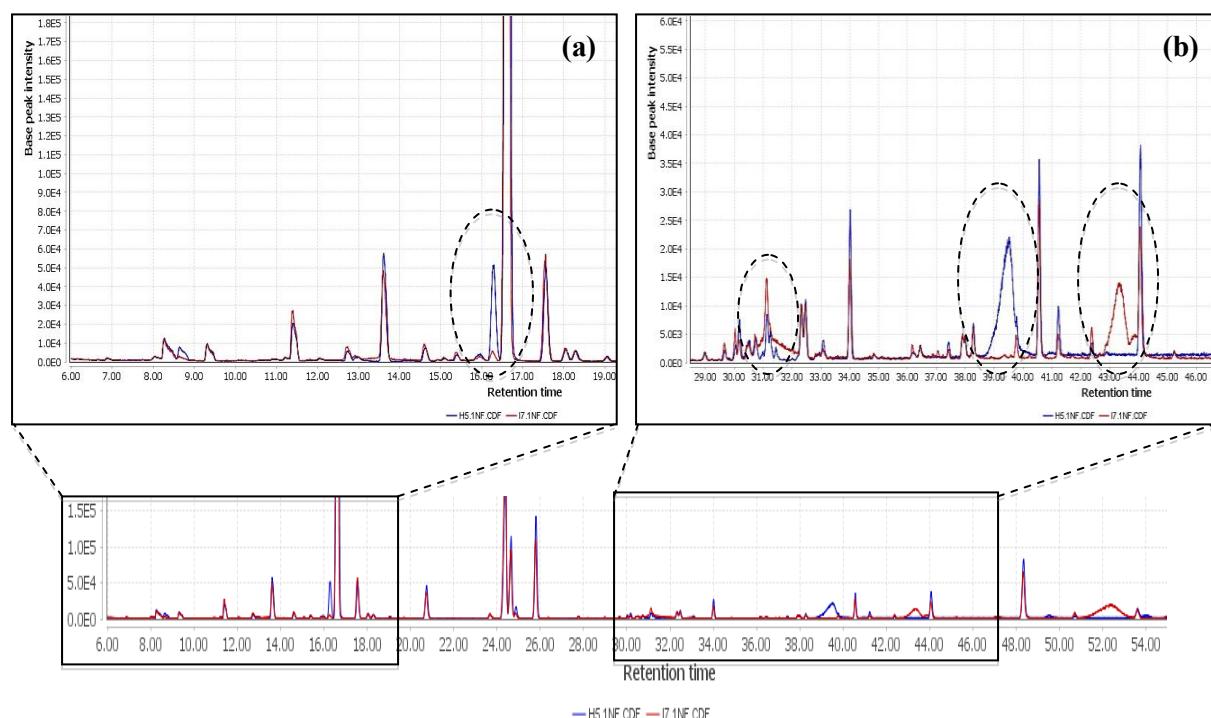 (a)
Base peak intensity
1.8E5
1.7E5
1.6E5
1.5E5
1.4E5
1.3E5
1.2E5
1.1E5
1.0E5
9.0E4
8.0E4
7.0E4
6.0E4
5.0E4
4.0E4
3.0E4
2.0E4
1.0E4
0.0E0
6.00 7.00 8.00 9.00 10.00 11.00 12.00 13.00 14.00 15.00 16.00 17.00 18.00 19.00
Retention time
H5.1NF.CDF I7.1NF.CDF
(b)
Base peak intensity
6.0E4
5.5E4
5.0E4
4.5E4
4.0E4
3.5E4
3.0E4
2.5E4
2.0E4
1.5E4
1.0E4
5.0E3
0.0E0
29.00 30.00 31.00 32.00 33.00 34.00 35.00 36.00 37.00 38.00 39.00 40.00 41.00 42.00 43.00 44.00 45.00 46.00
Retention time
H5.1NF.CDF I7.1NF.CDF
1.5E5
1.0E5
5.0E4
0.0E0
6.00 8.00 10.00 12.00 14.00 16.00 18.00 20.00 22.00 24.00 26.00 28.00 30.00 32.00 34.00 36.00 38.00 40.00 42.00 44.00 46.00 48.00 50.00 52.00 54.00
Retention time
H5.1NF.CDF I7.1NF.CDF